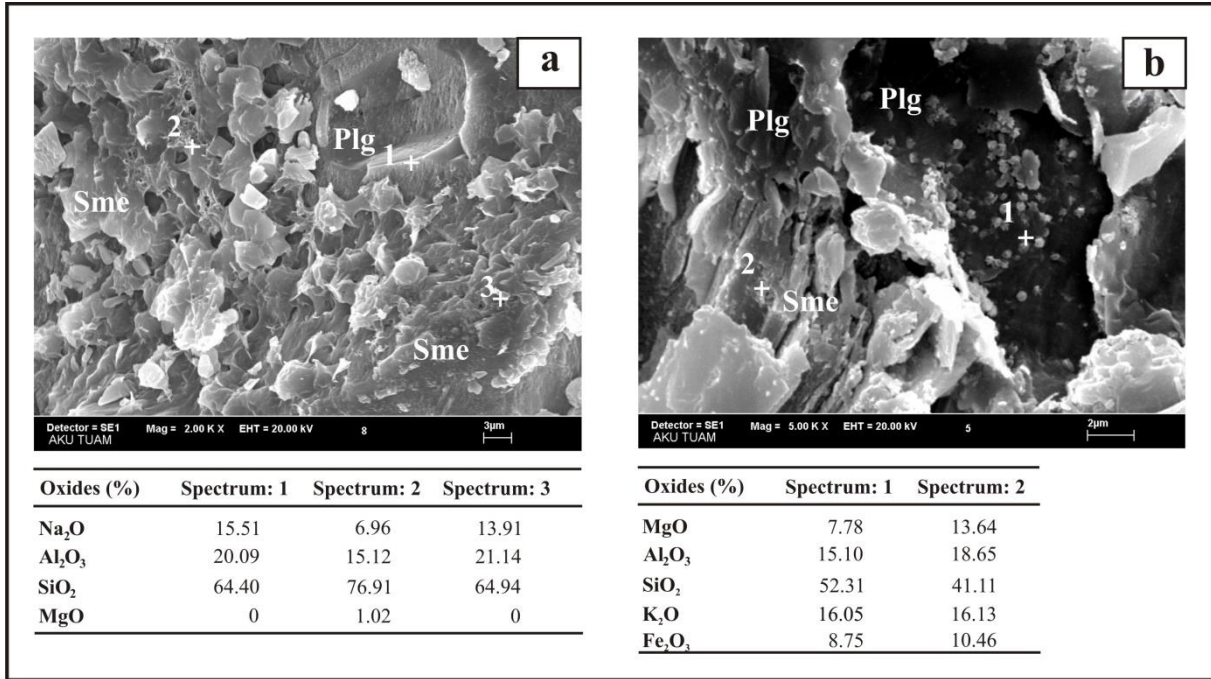 a
Plg
1
2
Sme
3
Sme
Detector = SE1 Mag = 2.00 K X EHT = 20.00 kV 8 3µm
AKU TUAM
Oxides (%) Spectrum: 1 Spectrum: 2 Spectrum: 3
Na₂O 15.51 6.96 13.91
Al₂O₃ 20.09 15.12 21.14
SiO₂ 64.40 76.91 64.94
MgO 0 1.02 0
b
Plg
Plg
1
2
Sme
Detector = SE1 Mag = 5.00 K X EHT = 20.00 kV 5 2µm
AKU TUAM
Oxides (%) Spectrum: 1 Spectrum: 2
MgO 7.78 13.64
Al₂O₃ 15.10 18.65
SiO₂ 52.31 41.11
K₂O 16.05 16.13
Fe₂O₃ 8.75 10.46